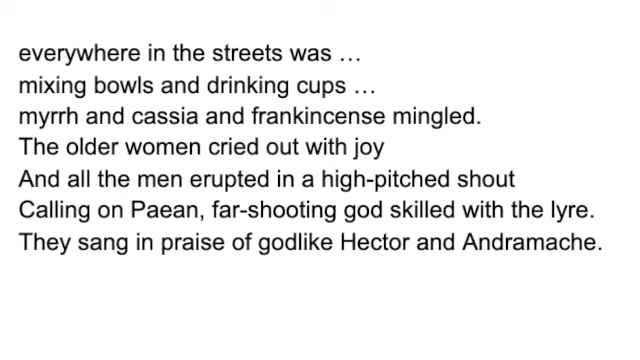 everywhere in the streets was …
mixing bowls and drinking cups …
myrrh and cassia and frankincense mingled.
The older women cried out with joy
And all the men erupted in a high-pitched shout
Calling on Paean, far-shooting god skilled with the lyre.
They sang in praise of godlike Hector and Andramache.